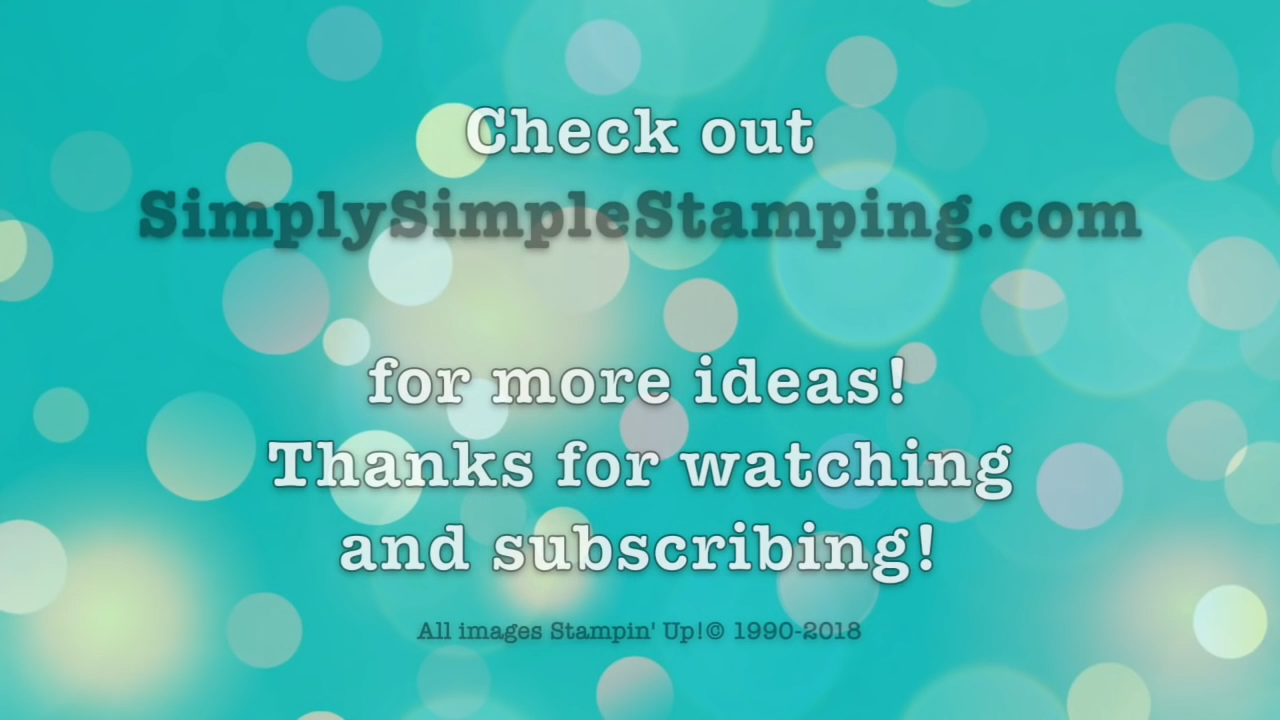 Check out
SimplySimpleStamping.com
for more ideas!
Thanks for watching
and subscribing!
All images Stampin' Up!© 1990-2018